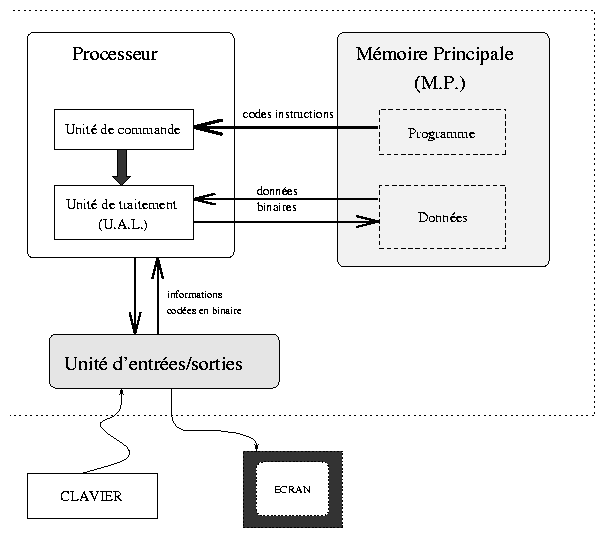 Processeur
Mémoire Principale
(M.P.)
codes instructions
Unité de commande
Programme
données
binaires
Unité de traitement
(U.A.L.)
Données
informations
codées en binaire
Unité d'entrées/sorties
CLAVIER
ECRAN